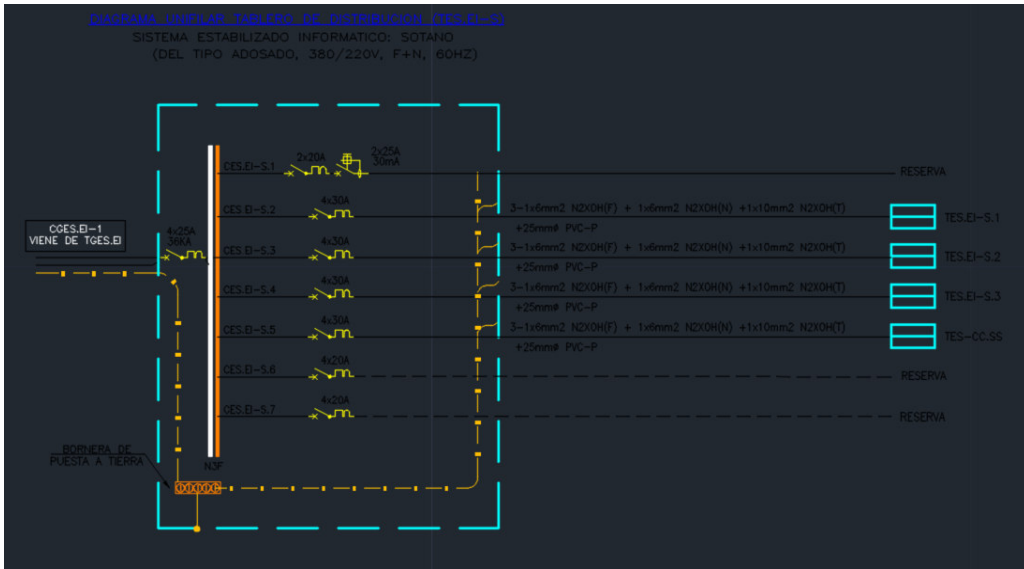 DIAGRAMA UNIFILAR TABLERO DE DISTRIBUCION (TES.EI-S)
SISTEMA ESTABILIZADO INFORMATICO: SOTANO
(DEL TIPO ADOSADO, 380/220V, F+N, 60HZ)
CES.EI-S.1
2x20A
2x25A
30mA
RESERVA
CES.EI-S.2
4x30A
3-1x6mm2 N2XOH(F) + 1x6mm2 N2XOH(N) +1x10mm2 N2XOH(T)
+25mmø PVC-P
TES.EI-S.1
CGES.EI-1
VIENE DE TGES.EI
4x25A
36KA
CES.EI-S.3
4x30A
3-1x6mm2 N2XOH(F) + 1x6mm2 N2XOH(N) +1x10mm2 N2XOH(T)
+25mmø PVC-P
TES.EI-S.2
CES.EI-S.4
4x30A
3-1x6mm2 N2XOH(F) + 1x6mm2 N2XOH(N) +1x10mm2 N2XOH(T)
+25mmø PVC-P
TES.EI-S.3
CES.EI-S.5
4x30A
3-1x6mm2 N2XOH(F) + 1x6mm2 N2XOH(N) +1x10mm2 N2XOH(T)
+25mmø PVC-P
TES-CC.SS
CES.EI-S.6
4x20A
RESERVA
CES.EI-S.7
4x20A
RESERVA
BORNERA DE
PUESTA A TIERRA
N3F